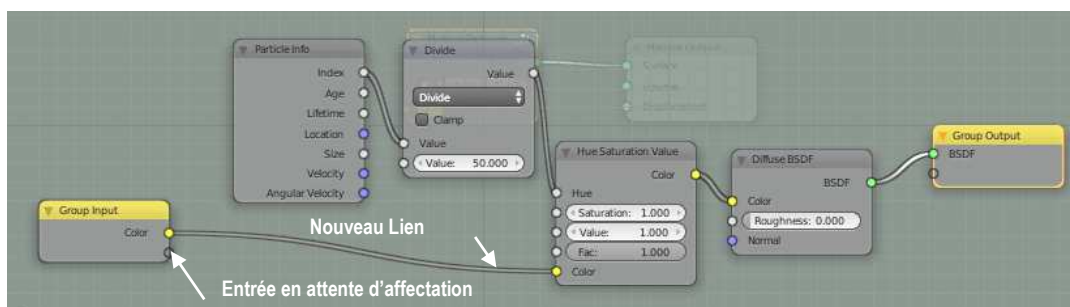 Particle Info
Index
Age
Lifetime
Location
Size
Velocity
Angular Velocity
Divide
Value
Divide
Clamp
Value
Value: 50.000
Hue Saturation Value
Color
Hue
Saturation: 1.000
Value: 1.000
Fac: 1.000
Color
Diffuse BSDF
BSDF
Color
Roughness: 0.000
Normal
Group Output
BSDF
Group Input
Color
Nouveau Lien
Entrée en attente d’affectation